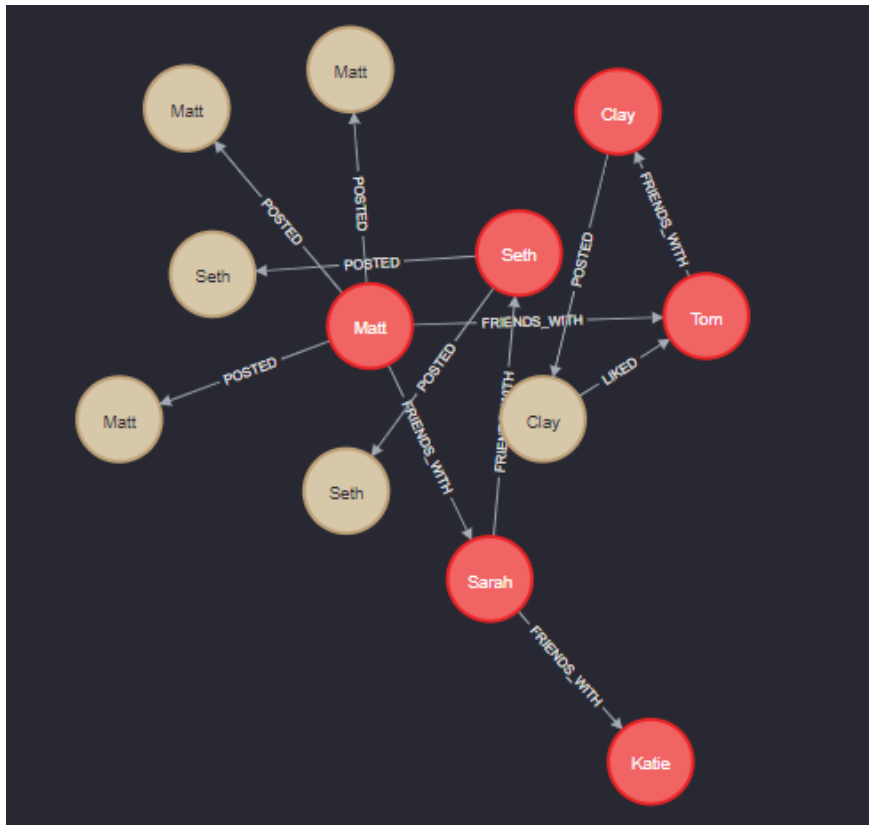 Matt
Matt
Clay
POSTED
POSTED
FRIENDS_WITH
POSTED
Seth
POSTED
Seth
Matt
FRIENDS_WITH
Tom
POSTED
POSTED
LIKED
Matt
FRIENDS_WITH
Clay
Seth
Sarah
FRIENDS_WITH
Katie